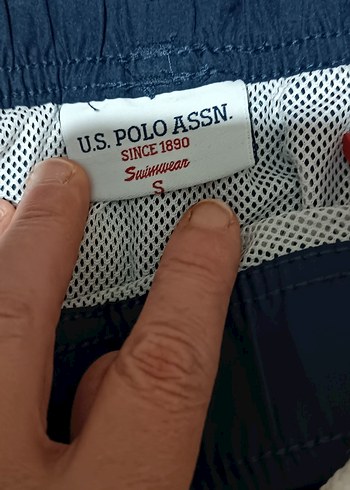 U.S. POLO ASSN.
SINCE 1890
Swimwear
S